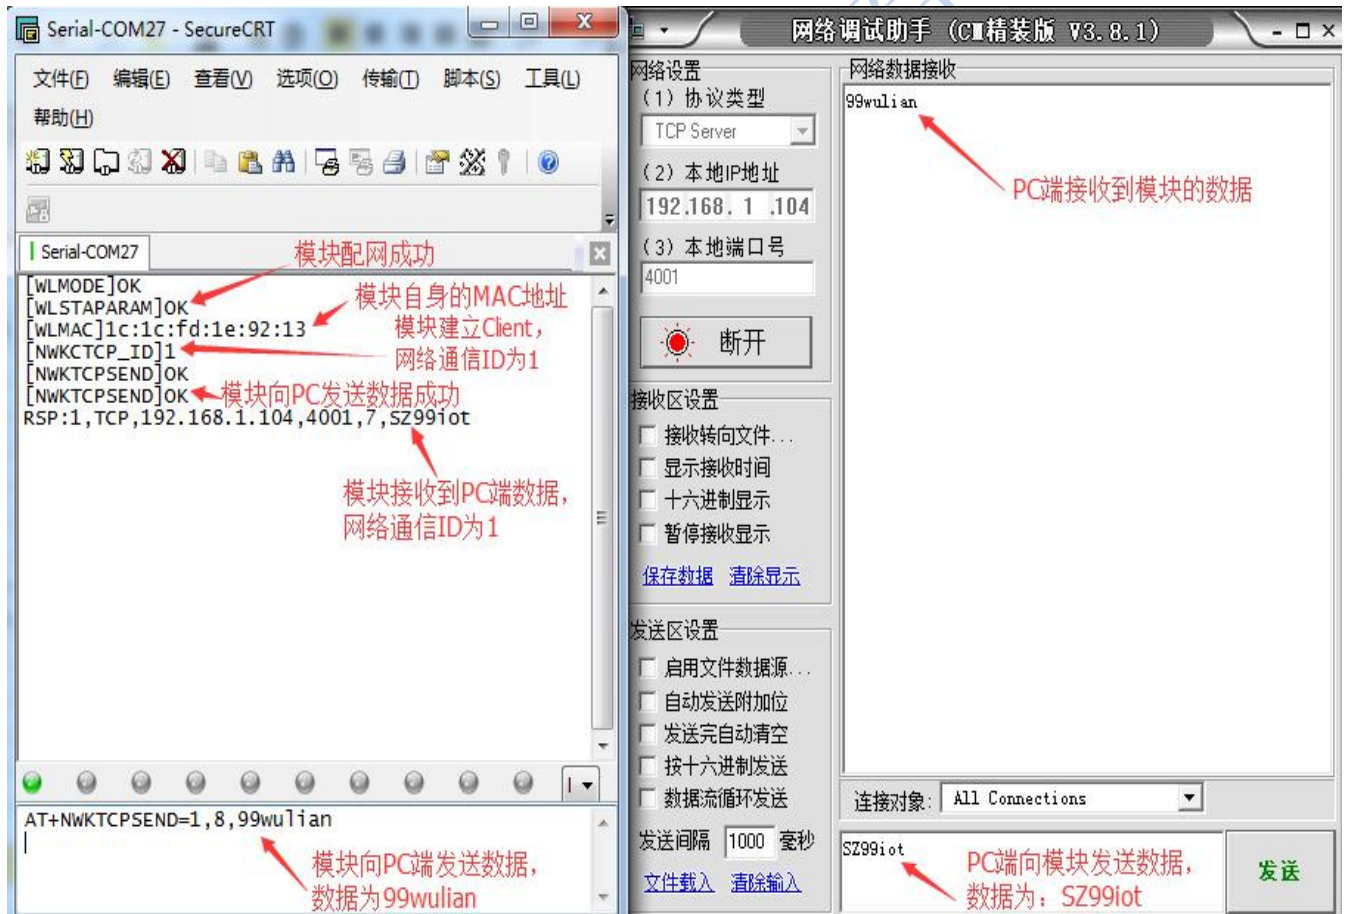 Serial-COM27 - SecureCRT
文件(F) 编辑(E) 查看(V) 选项(O) 传输(T) 脚本(S) 工具(L)
帮助(H)
Serial-COM27
模块配网成功
[WLMODE]OK
[WLSTAPARAM]OK
模块自身的MAC地址
[WLMAC]1c:1c:fd:1e:92:13
模块建立Client,
[NWKCTCP_ID]1
网络通信ID为1
[NWKTCPSEND]OK
[NWKTCPSEND]OK
模块向PC发送数据成功
RSP:1,TCP,192.168.1.104,4001,7,SZ99iot
模块接收到PC端数据,
网络通信ID为1
AT+NWKTCPSEND=1,8,99wulian
模块向PC端发送数据,
数据为99wulian
网络调试助手 (C■精装版 V3.8.1)
网络设置
(1) 协议类型
TCP Server
(2) 本地IP地址
192.168. 1 .104
(3) 本地端口号
4001
断开
接收区设置
接收转向文件...
显示接收时间
十六进制显示
暂停接收显示
保存数据 清除显示
发送区设置
启用文件数据源...
自动发送附加位
发送完自动清空
按十六进制发送
数据流循环发送
发送间隔 1000 毫秒
文件载入 清除输入
网络数据接收
99wulian
PC端接收到模块的数据
连接对象: All Connections
SZ99iot
PC端向模块发送数据,
数据为: SZ99iot
发送